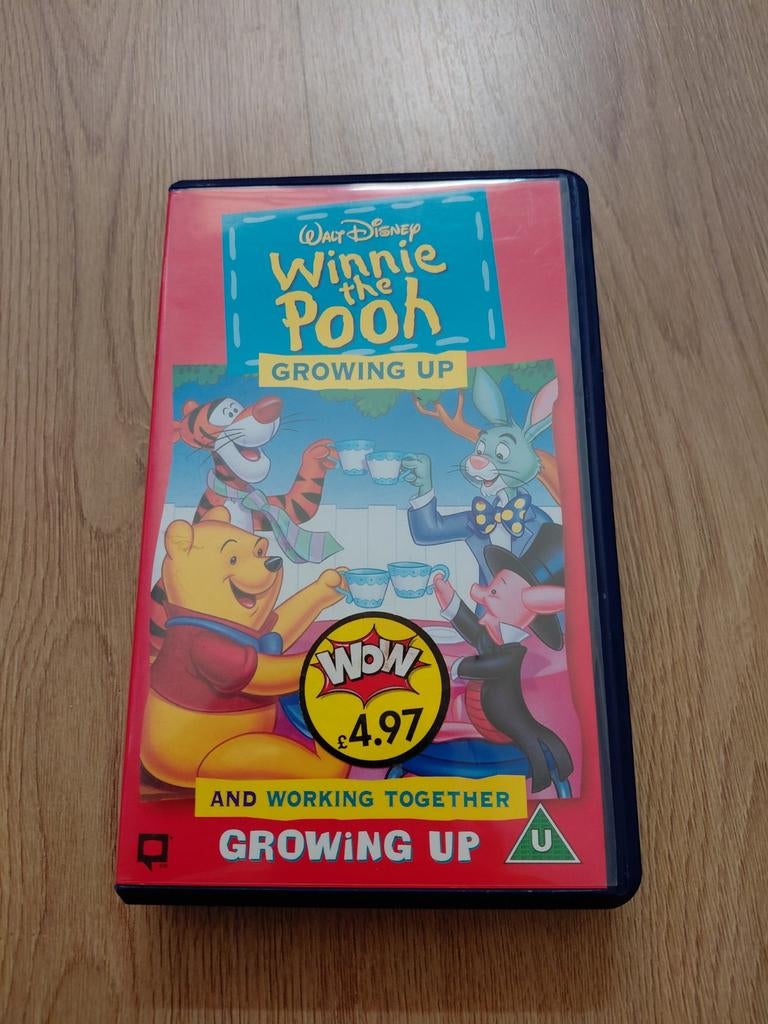 WALT DISNEY
Winnie
the
Pooh
GROWING UP
WOW
£4.97
AND WORKING TOGETHER
GROWING UP
U